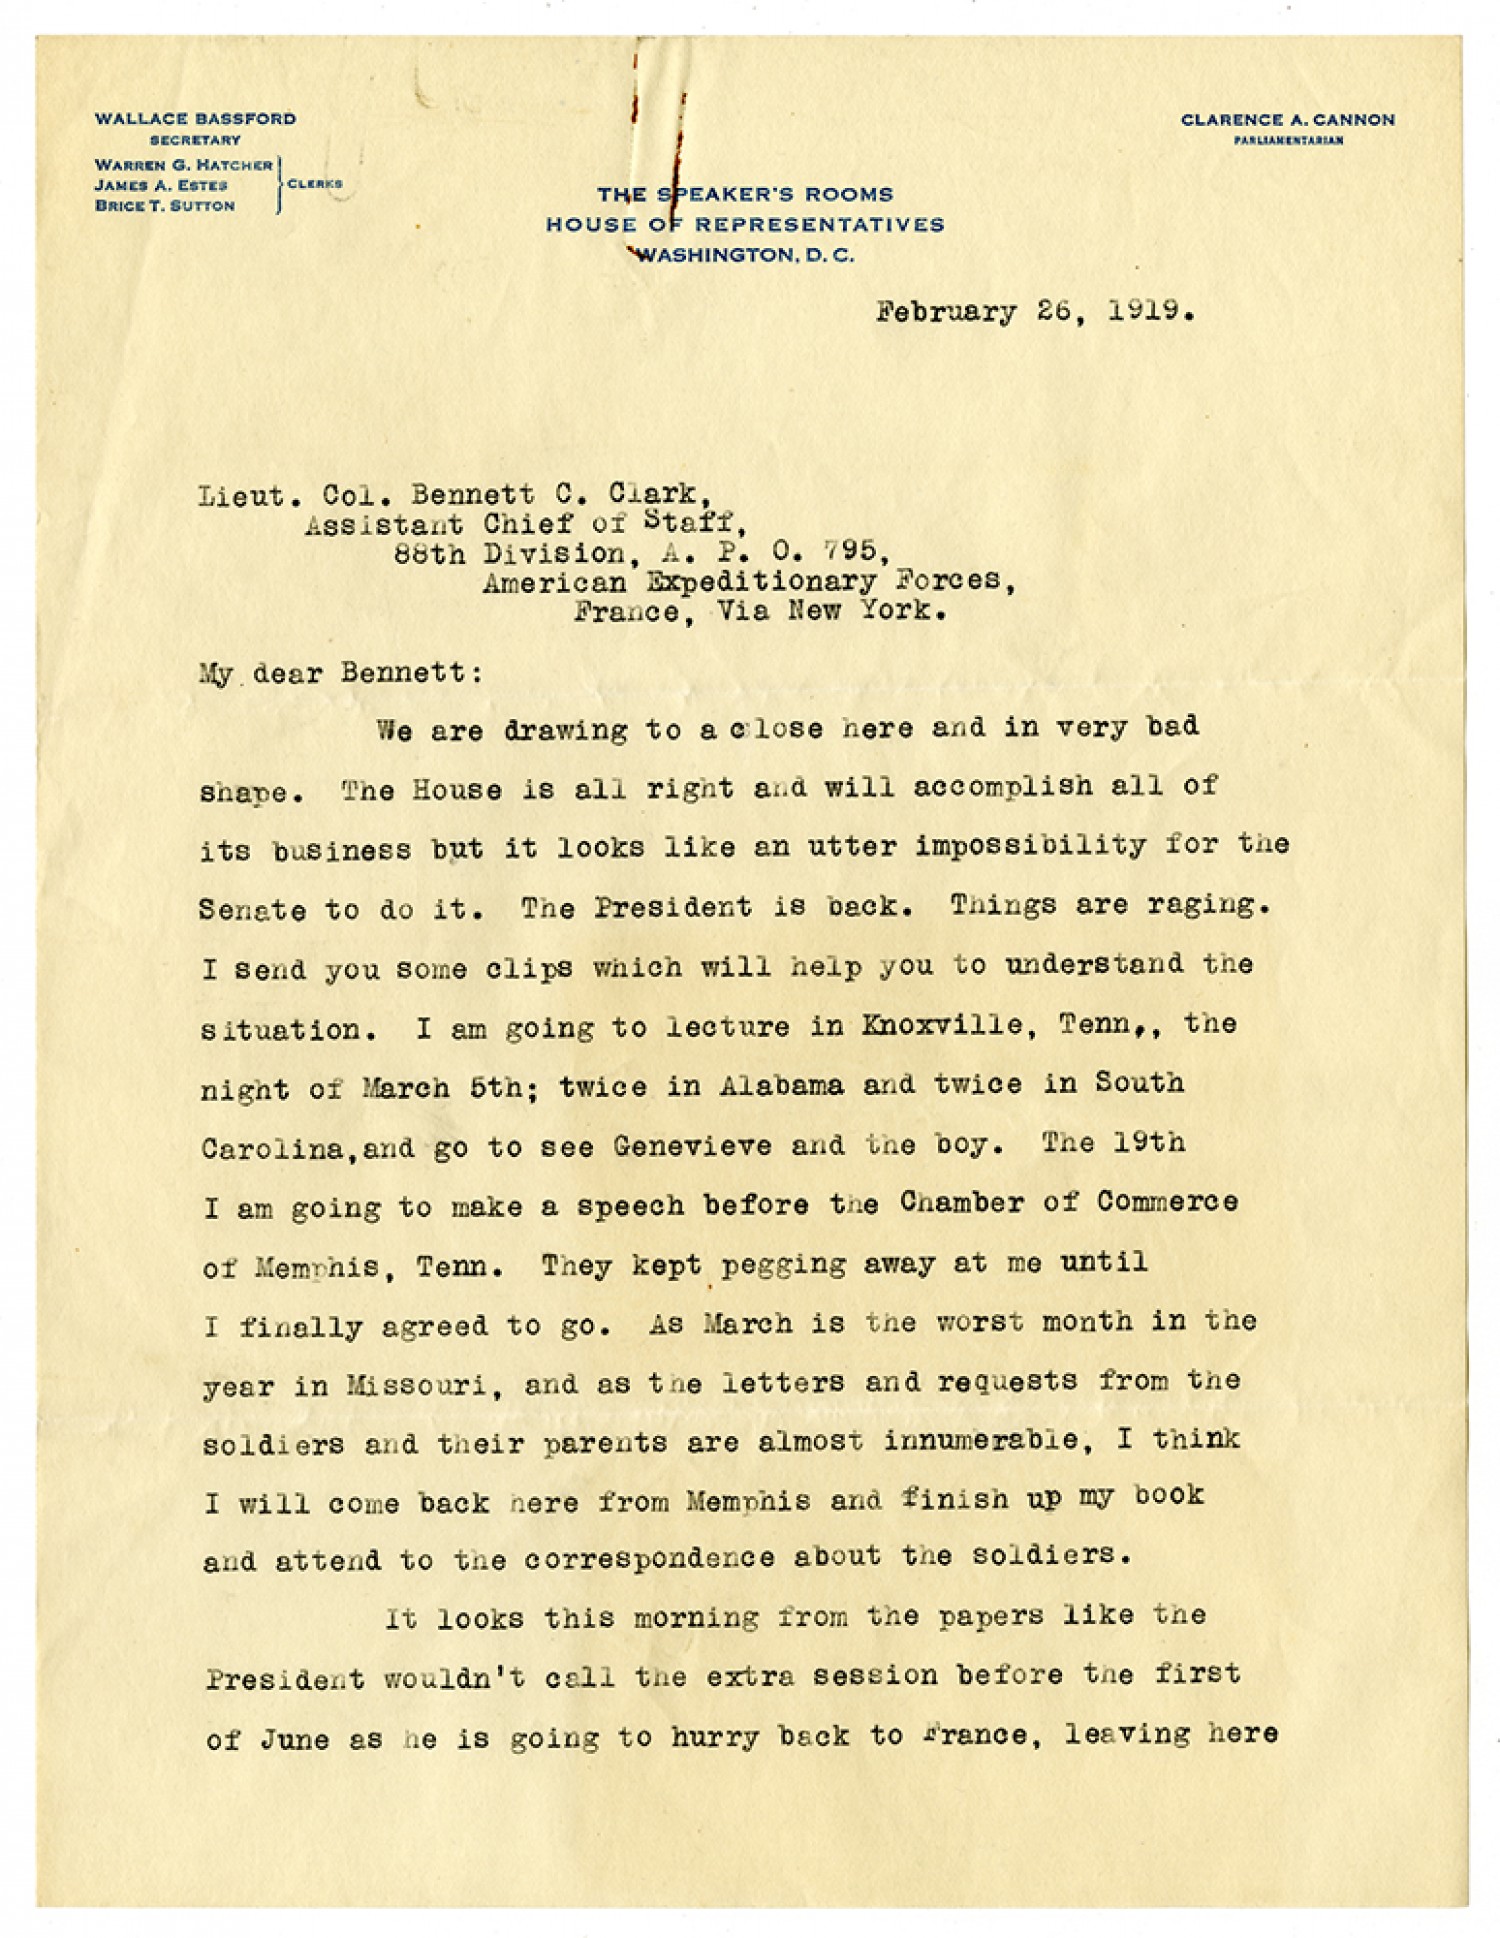 WALLACE BASSFORD
SECRETARY
WARREN G. HATCHER
JAMES A. ESTES
BRICE T. SUTTON
CLERKS
CLARENCE A. CANNON
PARLIAMENTARIAN
THE SPEAKER'S ROOMS
HOUSE OF REPRESENTATIVES
WASHINGTON, D. C.
February 26, 1919.
Lieut. Col. Bennett C. Clark,
Assistant Chief of Staff,
88th Division, A. P. O. 795,
American Expeditionary Forces,
France, Via New York.
My dear Bennett:
We are drawing to a close here and in very bad
shape. The House is all right and will accomplish all of
its business but it looks like an utter impossibility for the
Senate to do it. The President is back. Things are raging.
I send you some clips which will help you to understand the
situation. I am going to lecture in Knoxville, Tenn., the
night of March 5th; twice in Alabama and twice in South
Carolina,and go to see Genevieve and the boy. The 19th
I am going to make a speech before the Chamber of Commerce
of Memphis, Tenn. They kept pegging away at me until
I finally agreed to go. As March is the worst month in the
year in Missouri, and as the letters and requests from the
soldiers and their parents are almost innumerable, I think
I will come back here from Memphis and finish up my book
and attend to the correspondence about the soldiers.
It looks this morning from the papers like the
President wouldn't call the extra session before the first
of June as he is going to hurry back to France, leaving here